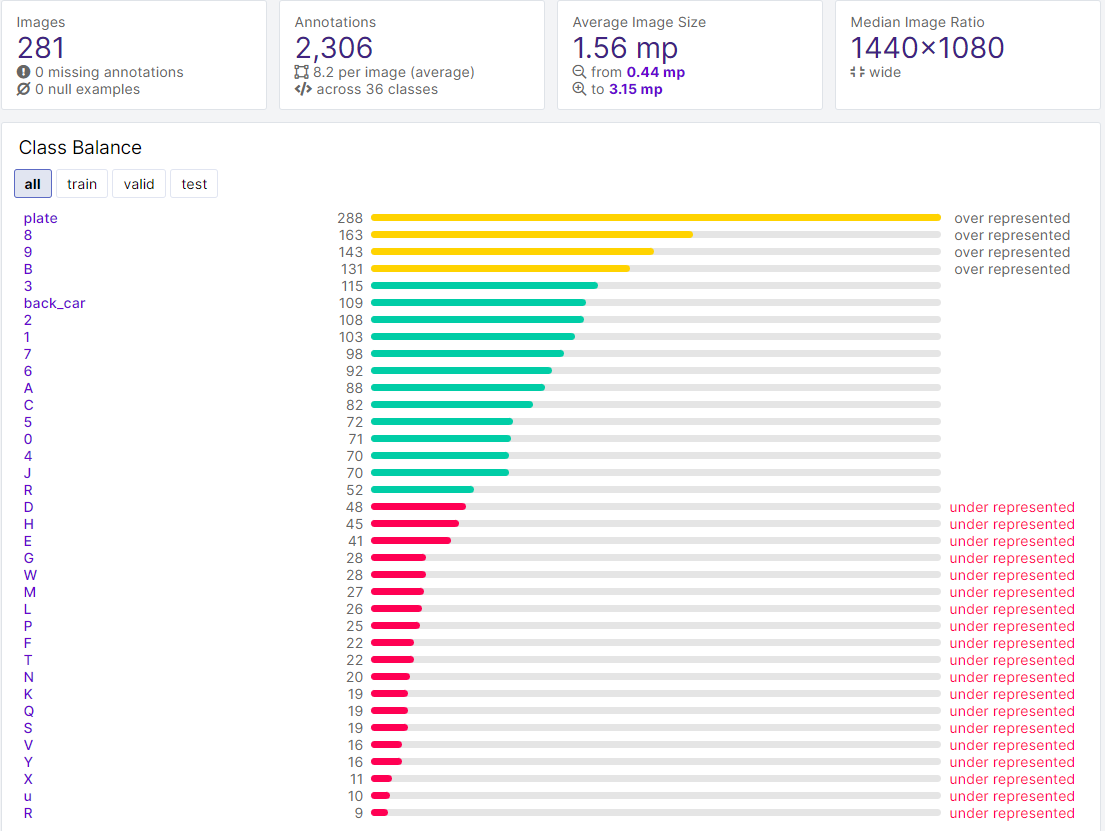 Images
281
0 missing annotations
0 null examples
Annotations
2,306
8.2 per image (average)
across 36 classes
Average Image Size
1.56 mp
from 0.44 mp
to 3.15 mp
Median Image Ratio
1440×1080
wide
Class Balance
all train valid test
plate 288 over represented
8 163 over represented
9 143 over represented
B 131 over represented
3 115
back_car 109
2 108
1 103
7 98
6 92
A 88
C 82
5 72
0 71
4 70
J 70
R 52
D 48 under represented
H 45 under represented
E 41 under represented
G 28 under represented
W 28 under represented
M 27 under represented
L 26 under represented
P 25 under represented
F 22 under represented
T 22 under represented
N 20 under represented
K 19 under represented
Q 19 under represented
S 19 under represented
V 16 under represented
Y 16 under represented
X 11 under represented
u 10 under represented
R 9 under represented